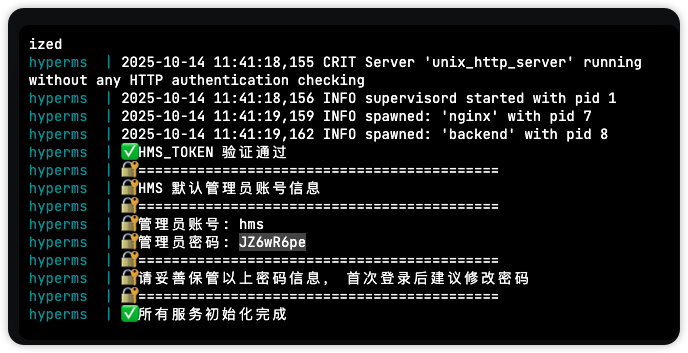 ized
hyperms | 2025-10-14 11:41:18,155 CRIT Server 'unix_http_server' running
without any HTTP authentication checking
hyperms | 2025-10-14 11:41:18,156 INFO supervisord started with pid 1
hyperms | 2025-10-14 11:41:19,159 INFO spawned: 'nginx' with pid 7
hyperms | 2025-10-14 11:41:19,162 INFO spawned: 'backend' with pid 8
hyperms | ✅HMS_TOKEN 验证通过
hyperms | 🔐========================================
hyperms | 🔐HMS 默认管理员账号信息
hyperms | 🔐========================================
hyperms | 🔐管理员账号: hms
hyperms | 🔐管理员密码: JZ6wR6pe
hyperms | 🔐========================================
hyperms | 🔐请妥善保管以上密码信息, 首次登录后建议修改密码
hyperms | 🔐========================================
hyperms | ✅所有服务初始化完成